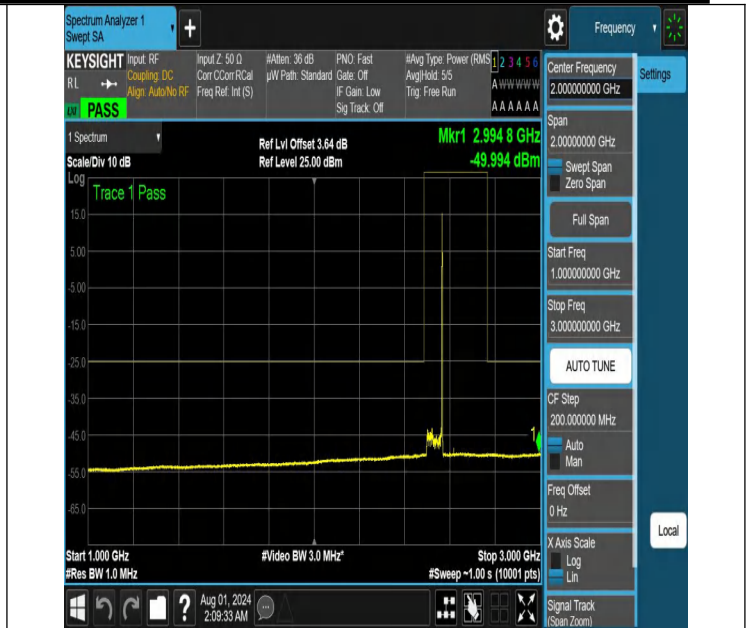 Spectrum Analyzer 1
Swept SA
+
Frequency
KEYSIGHT
Input: RF
Input Z: 50 Ω
#Atten: 36 dB
PNO: Fast
#Avg Type: Power (RMS
1 2 3 4 5 6
RL
Coupling: DC
Corr CCorr RCal
µW Path: Standard
Gate: Off
Avg|Hold: 5/5
A W W W W W
Align: Auto/No RF
Freq Ref: Int (S)
IF Gain: Low
Trig: Free Run
Sig Track: Off
A A A A A A
LXI
PASS
1 Spectrum
Ref Lvl Offset 3.64 dB
Mkr1 2.994 8 GHz
Scale/Div 10 dB
Ref Level 25.00 dBm
-49.994 dBm
Log
Trace 1 Pass
15.0
5.00
-5.00
-15.0
-25.0
-35.0
-45.0
1
-55.0
-65.0
Start 1.000 GHz
#Video BW 3.0 MHz*
Stop 3.000 GHz
#Res BW 1.0 MHz
#Sweep ~1.00 s (10001 pts)
Center Frequency
2.000000000 GHz
Settings
Span
2.00000000 GHz
Swept Span
Zero Span
Full Span
Start Freq
1.000000000 GHz
Stop Freq
3.000000000 GHz
AUTO TUNE
CF Step
200.000000 MHz
Auto
Man
Freq Offset
0 Hz
Local
X Axis Scale
Log
Lin
Signal Track
(Span Zoom)
?
Aug 01, 2024
2:09:33 AM